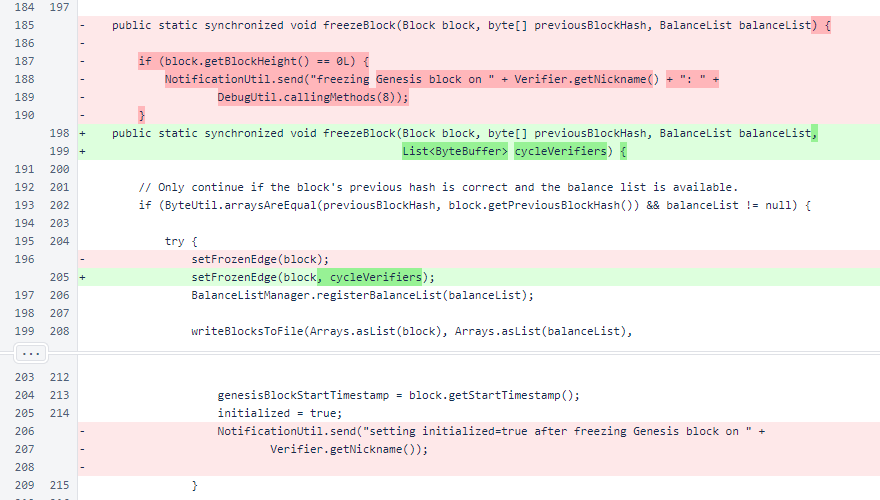 184 197
185 - public static synchronized void freezeBlock(Block block, byte[] previousBlockHash, BalanceList balanceList) {
186 -
187 - if (block.getBlockHeight() == 0L) {
188 - NotificationUtil.send("freezing Genesis block on " + Verifier.getNickname() + ": " +
189 - DebugUtil.callingMethods(8));
190 - }
198 + public static synchronized void freezeBlock(Block block, byte[] previousBlockHash, BalanceList balanceList,
199 + List<ByteBuffer> cycleVerifiers) {
191 200
192 201 // Only continue if the block's previous hash is correct and the balance list is available.
193 202 if (ByteUtil.arraysAreEqual(previousBlockHash, block.getPreviousBlockHash()) && balanceList != null) {
194 203
195 204 try {
196 - setFrozenEdge(block);
205 + setFrozenEdge(block, cycleVerifiers);
197 206 BalanceListManager.registerBalanceList(balanceList);
198 207
199 208 writeBlocksToFile(Arrays.asList(block), Arrays.asList(balanceList),
...
203 212
204 213 genesisBlockStartTimestamp = block.getStartTimestamp();
205 214 initialized = true;
206 - NotificationUtil.send("setting initialized=true after freezing Genesis block on " +
207 - Verifier.getNickname());
208 -
209 215 }